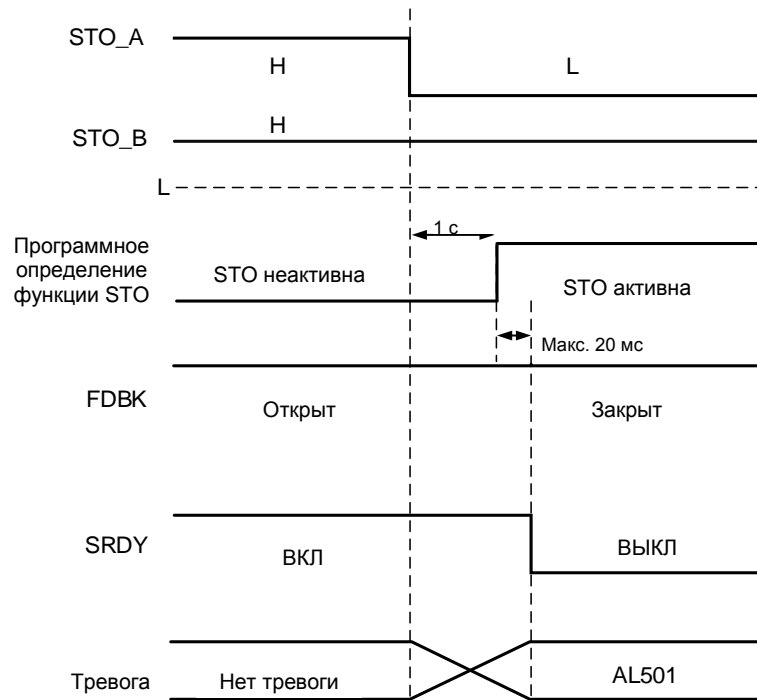 STO_A
H
L
STO_B
H
L
1 с
Программное
определение
функции STO
STO неактивна
STO активна
Макс. 20 мс
FDBK
Открыт
Закрыт
SRDY
ВКЛ
ВЫКЛ
Тревога
Нет тревоги
AL501